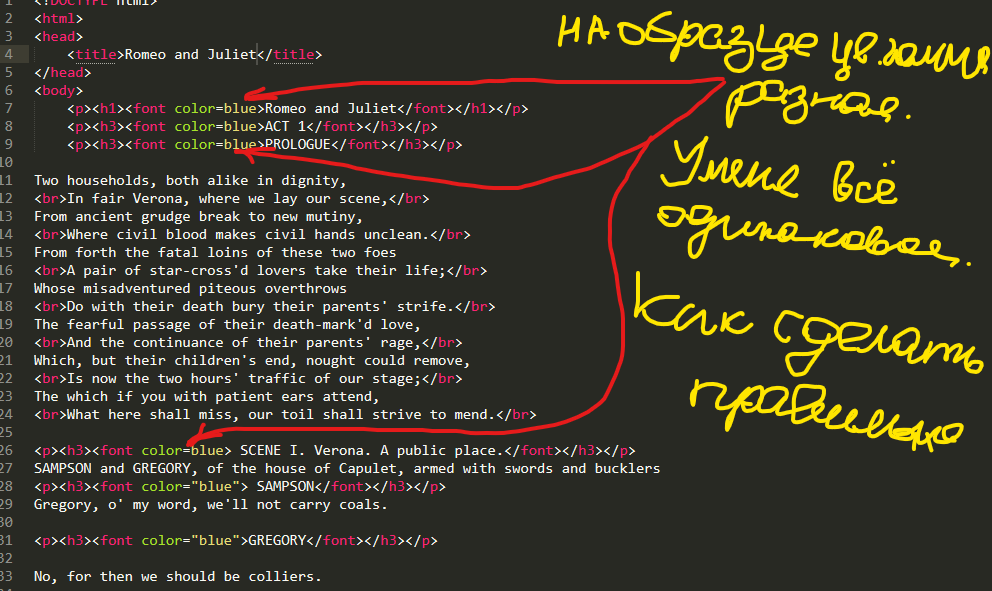 1 <!DOCTYPE html>
2 <html>
3 <head>
4 <title>Romeo and Juliet</title>
5 </head>
6 <body>
7 <p><h1><font color=blue>Romeo and Juliet</font></h1></p>
8 <p><h3><font color=blue>ACT 1</font></h3></p>
9 <p><h3><font color=blue>PROLOGUE</font></h3></p>
10
11 Two households, both alike in dignity,
12 <br>In fair Verona, where we lay our scene,</br>
13 From ancient grudge break to new mutiny,
14 <br>Where civil blood makes civil hands unclean.</br>
15 From forth the fatal loins of these two foes
16 <br>A pair of star-cross'd lovers take their life;</br>
17 Whose misadventured piteous overthrows
18 <br>Do with their death bury their parents' strife.</br>
19 The fearful passage of their death-mark'd love,
20 <br>And the continuance of their parents' rage,</br>
21 Which, but their children's end, nought could remove,
22 <br>Is now the two hours' traffic of our stage;</br>
23 The which if you with patient ears attend,
24 <br>What here shall miss, our toil shall strive to mend.</br>
25
26 <p><h3><font color=blue> SCENE I. Verona. A public place.</font></h3></p>
27 SAMPSON and GREGORY, of the house of Capulet, armed with swords and bucklers
28 <p><h3><font color="blue"> SAMPSON</font></h3></p>
29 Gregory, o' my word, we'll not carry coals.
30
31 <p><h3><font color="blue">GREGORY</font></h3></p>
32
33 No, for then we should be colliers.
на образце
разная.
У меня всё
одинаковое.
Как сделать
правильно